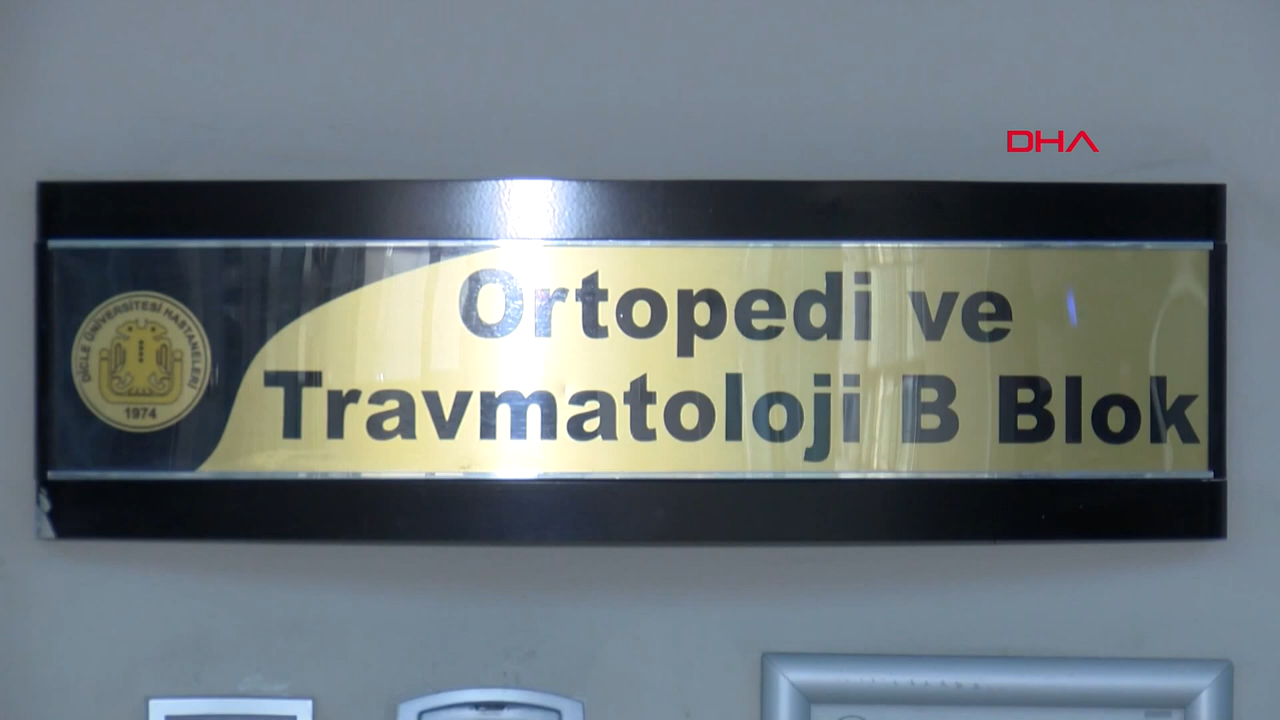 DHA
Ortopedi ve
Travmatoloji B Blok
DİCLE ÜNİVERSİTESİ HASTANELERİ
1974